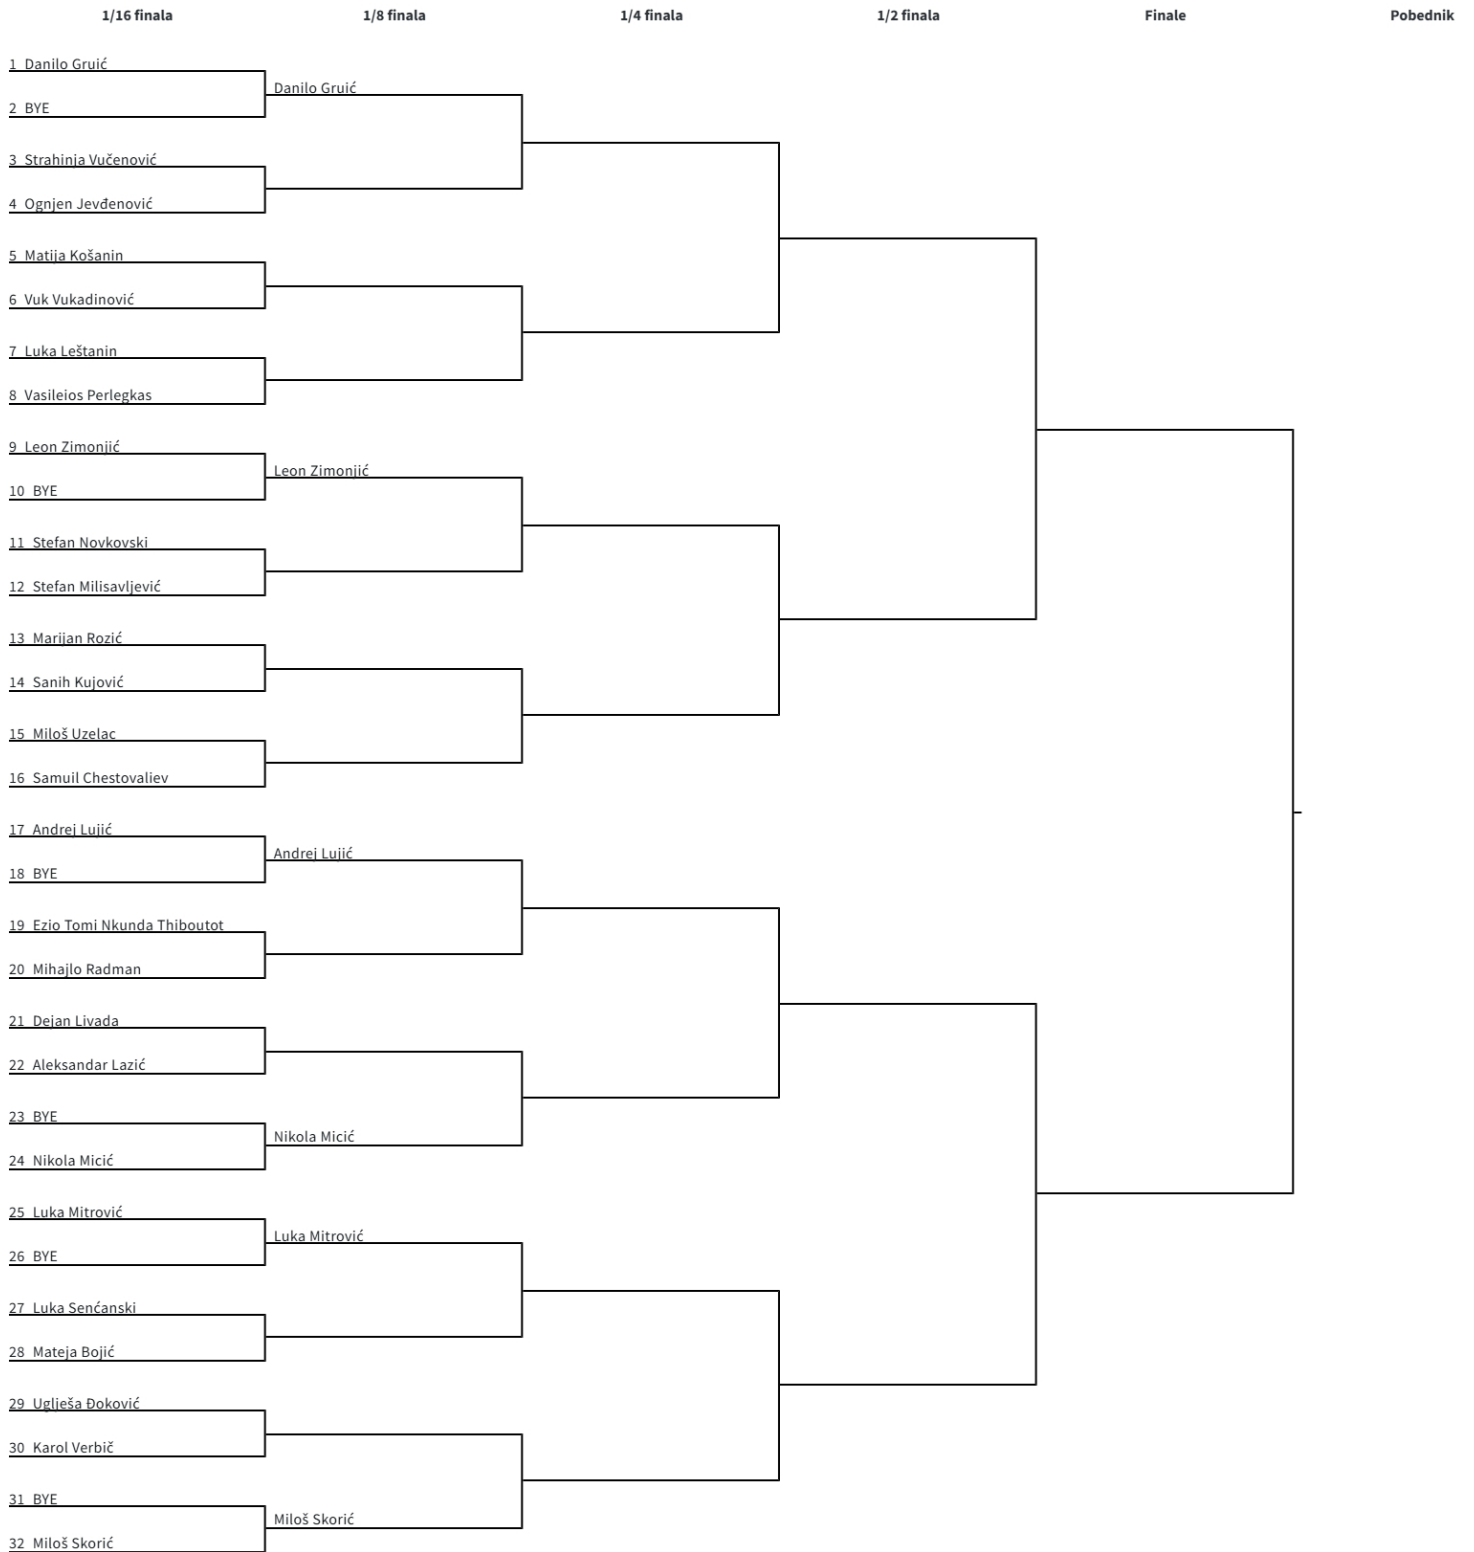 1/16 finala 1/8 finala 1/4 finala 1/2 finala Finale Pobednik
1 Danilo Gruić
Danilo Gruić
2 BYE
3 Strahinja Vučenović
4 Ognjen Jevđenović
5 Matija Košanin
6 Vuk Vukadinović
7 Luka Leštanin
8 Vasileios Perlegkas
9 Leon Zimonjić
Leon Zimonjić
10 BYE
11 Stefan Novkovski
12 Stefan Milisavljević
13 Marijan Rozić
14 Sanih Kujović
15 Miloš Uzelac
16 Samuil Chestovaliev
17 Andrej Lujić
Andrej Lujić
18 BYE
19 Ezio Tomi Nkunda Thiboutot
20 Mihajlo Radman
21 Dejan Livada
22 Aleksandar Lazić
23 BYE
Nikola Micić
24 Nikola Micić
25 Luka Mitrović
Luka Mitrović
26 BYE
27 Luka Senćanski
28 Mateja Bojić
29 Uglješa Đoković
30 Karol Verbič
31 BYE
Miloš Skorić
32 Miloš Skorić